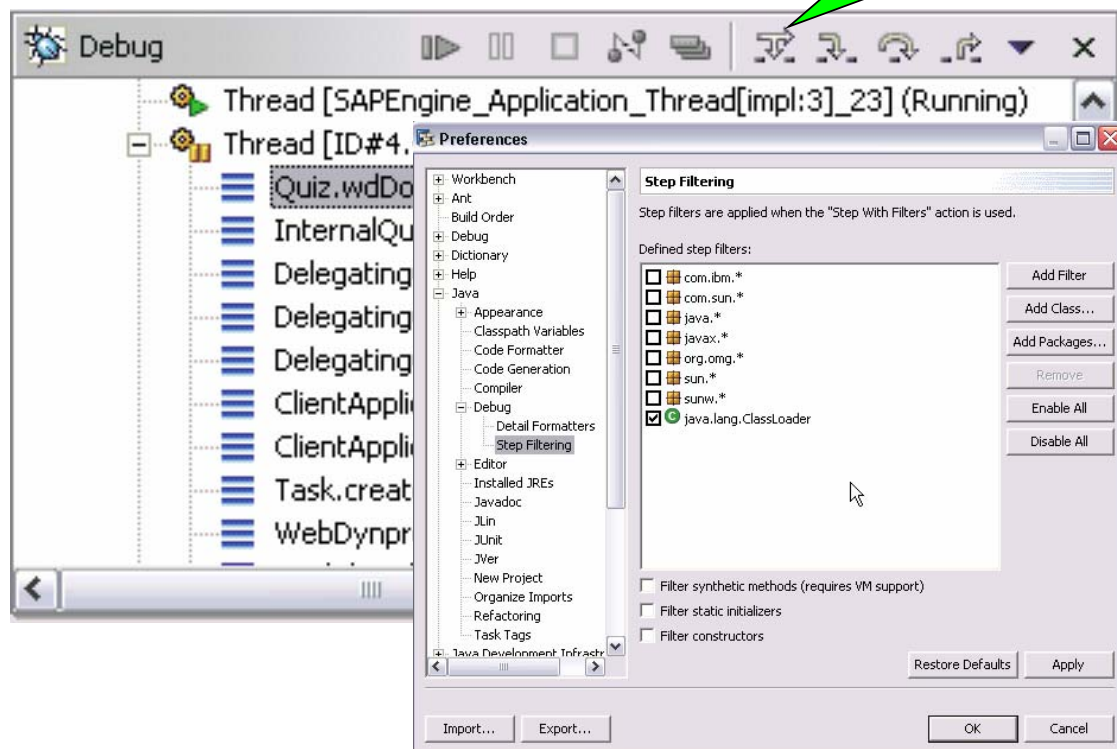 Debug
Thread [SAPEngine_Application_Thread[impl:3]_23] (Running)
Thread [ID#4.
Quiz.wdDo
InternalQu
Delegating
Delegating
Delegating
ClientAppli
ClientAppli
Task.creat
WebDynpr
Preferences
Workbench
Ant
Build Order
Debug
Dictionary
Help
Java
Appearance
Classpath Variables
Code Formatter
Code Generation
Compiler
Debug
Detail Formatters
Step Filtering
Editor
Installed JREs
Javadoc
JLin
JUnit
JVer
New Project
Organize Imports
Refactoring
Task Tags
Java Development Infrastr
Step Filtering
Step filters are applied when the "Step With Filters" action is used.
Defined step filters:
com.ibm.*
com.sun.*
java.*
javax.*
org.omg.*
sun.*
sunw.*
java.lang.ClassLoader
Add Filter
Add Class...
Add Packages...
Remove
Enable All
Disable All
Filter synthetic methods (requires VM support)
Filter static initializers
Filter constructors
Restore Defaults
Apply
Import...
Export...
OK
Cancel